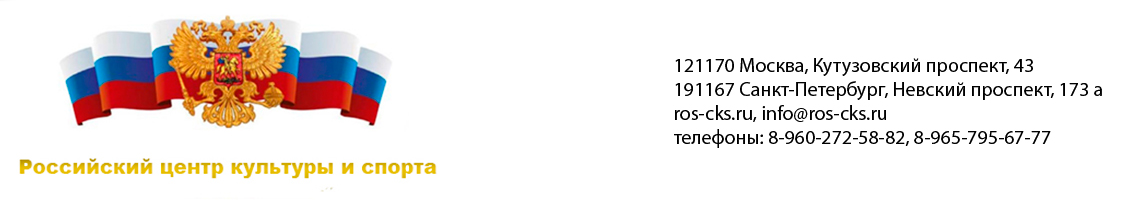 121170 Москва, Кутузовский проспект, 43
191167 Санкт-Петербург, Невский проспект, 173 а
ros-cks.ru, info@ros-cks.ru
телефоны: 8-960-272-58-82, 8-965-795-67-77
Российский центр культуры и спорта